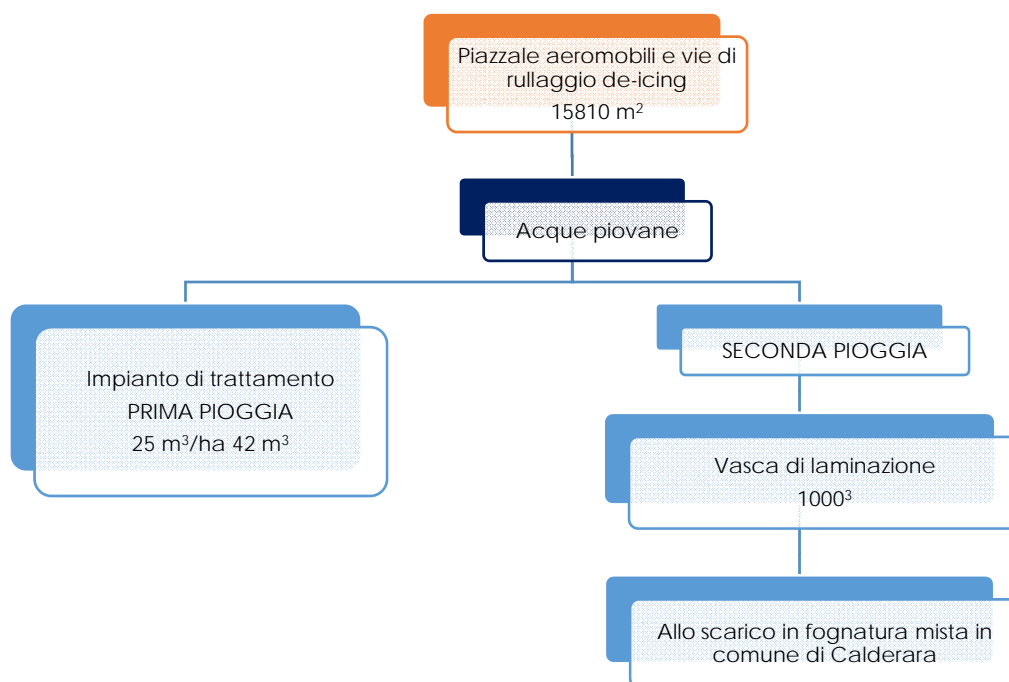 Piazzale aeromobili e vie di
rullaggio de-icing
15810 m²
Acque piovane
Impianto di trattamento
PRIMA PIOGGIA
25 m³/ha 42 m³
SECONDA PIOGGIA
Vasca di laminazione
1000³
Allo scarico in fognatura mista in
comune di Calderara